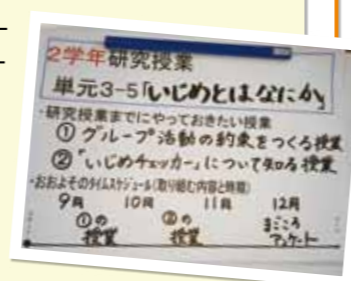 2学年研究授業
単元3-5「いじめとはなにか」
・研究授業までにやっておきたい授業
① グループ活動の約束をつくる授業
② 「いじめチェッカー」について知る授業
・おおよそのタイムスケジュール(取り組む内容と時期)
9月 10月 11月 12月
①の ②の まごころ
授業 授業 アンケート